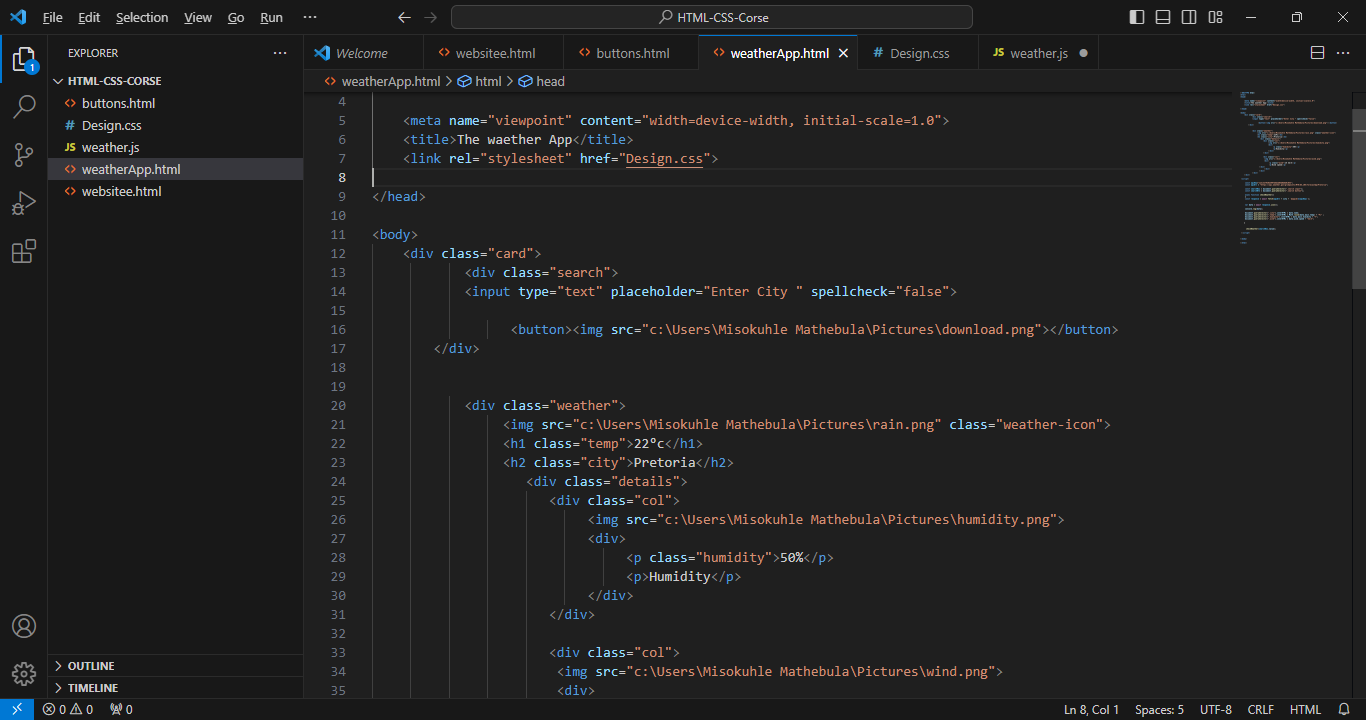 File Edit Selection View Go Run ··· HTML-CSS-Corse
EXPLORER ···
Welcome websitee.html buttons.html weatherApp.html Design.css JS weather.js
weatherApp.html > html > head
HTML-CSS-CORSE
buttons.html
# Design.css
JS weather.js
weatherApp.html
websitee.html
1
4
5 <meta name="viewpoint" content="width=device-width, initial-scale=1.0">
6 <title>The waether App</title>
7 <link rel="stylesheet" href="Design.css">
8
9 </head>
10
11 <body>
12 <div class="card">
13 <div class="search">
14 <input type="text" placeholder="Enter City " spellcheck="false">
15
16 <button><img src="c:\Users\Misokuhle Mathebula\Pictures\download.png"></button>
17 </div>
18
19
20 <div class="weather">
21 <img src="c:\Users\Misokuhle Mathebula\Pictures\rain.png" class="weather-icon">
22 <h1 class="temp">22ºc</h1>
23 <h2 class="city">Pretoria</h2>
24 <div class="details">
25 <div class="col">
26 <img src="c:\Users\Misokuhle Mathebula\Pictures\humidity.png">
27 <div>
28 <p class="humidity">50%</p>
29 <p>Humidity</p>
30 </div>
31 </div>
32
33 <div class="col">
34 <img src="c:\Users\Misokuhle Mathebula\Pictures\wind.png">
35 <div>
OUTLINE
TIMELINE
0 0 0 Ln 8, Col 1 Spaces: 5 UTF-8 CRLF HTML